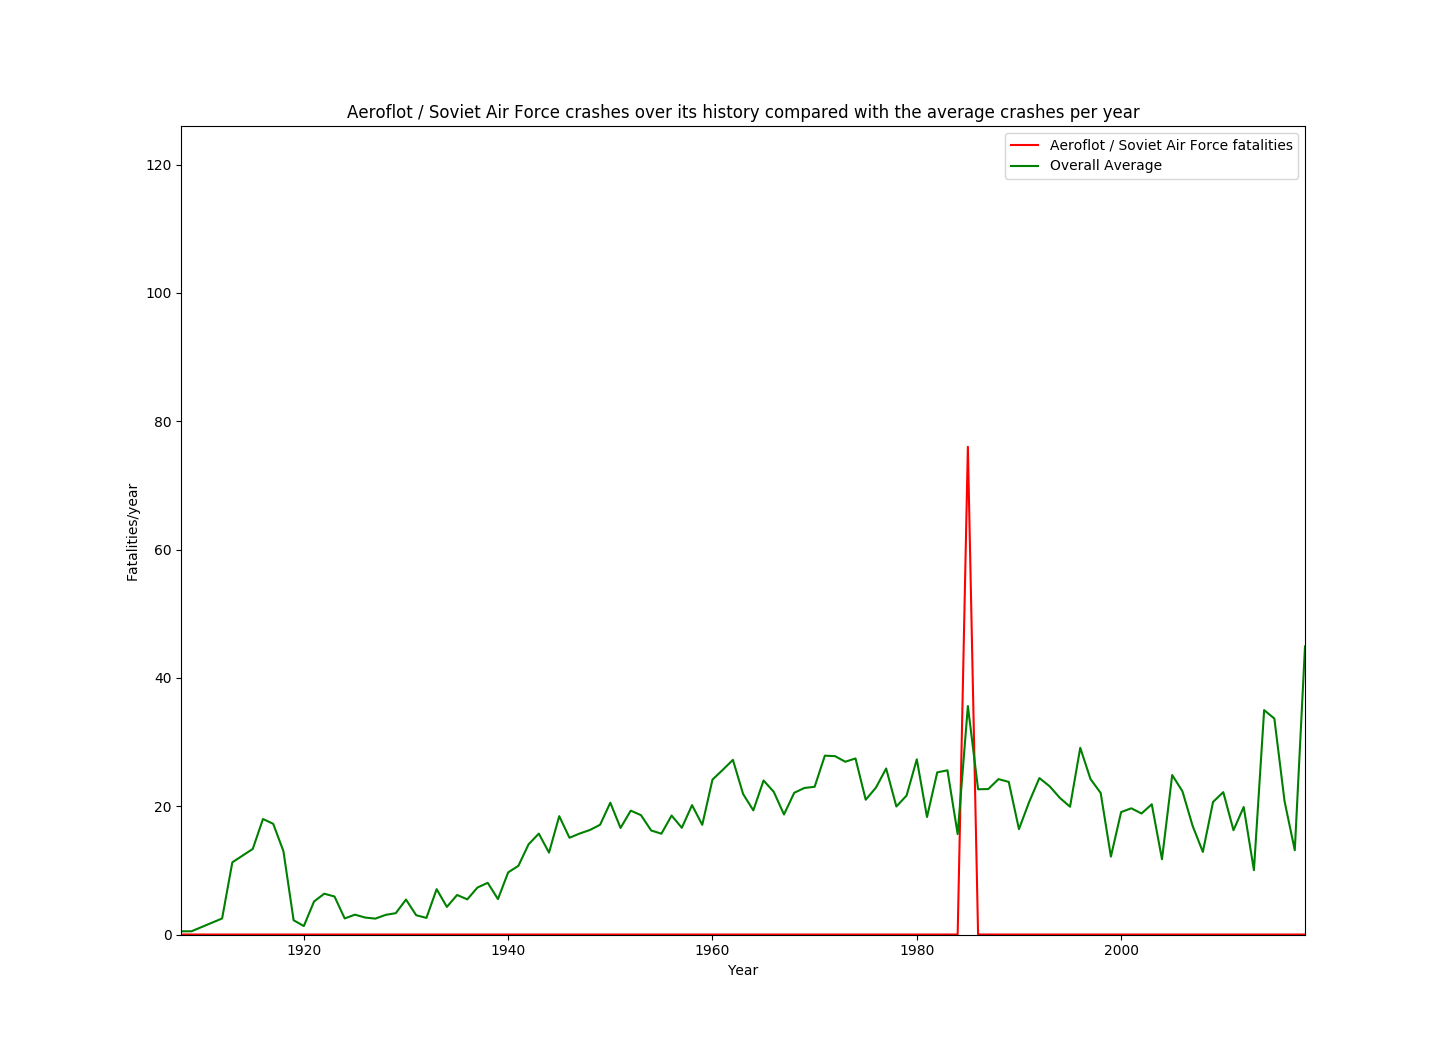 Aeroflot / Soviet Air Force crashes over its history compared with the average crashes per year
Aeroflot / Soviet Air Force fatalities
Overall Average
120
100
80
60
40
20
0
Fatalities/year
1920 1940 1960 1980 2000
Year